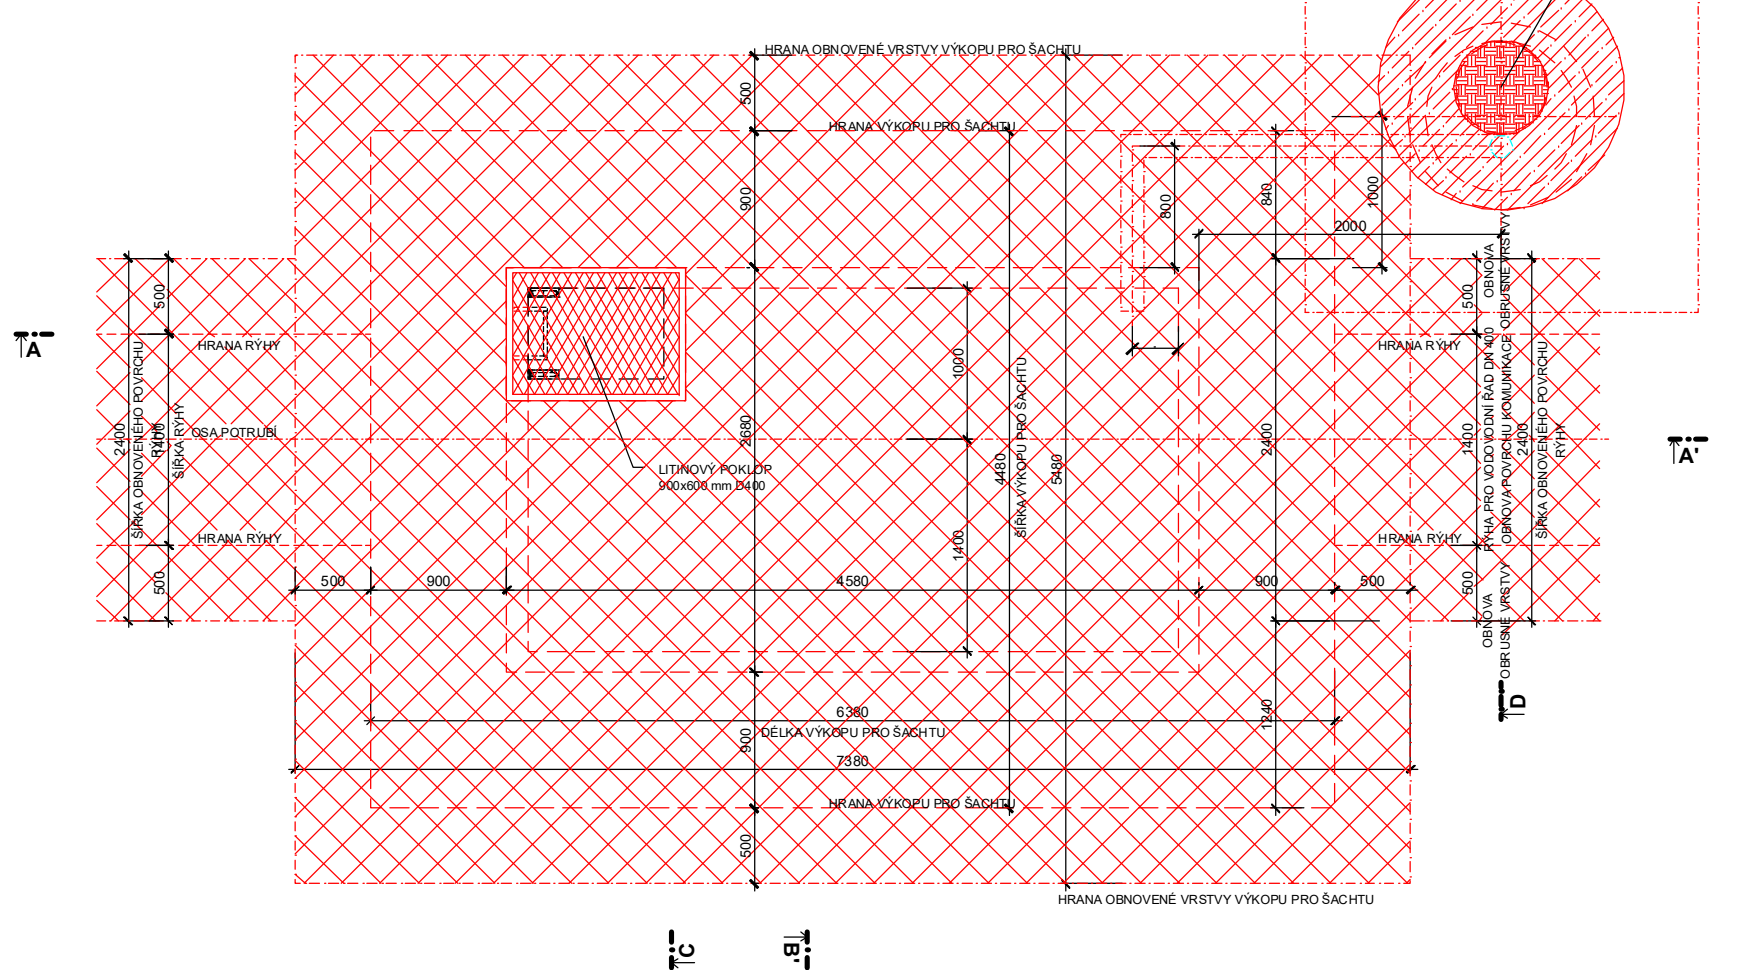 HRANA OBNOVENÉ VRSTVY VÝKOPU PRO ŠACHTU
500
HRANA VÝKOPU PRO ŠACHTU
900
800
840
1000
2000
A
500
500
HRANA RÝHY
HRANA RÝHY
1000
OSA POTRUBÍ
2400
ŠÍŘKA OBNOVENÉHO POVRCHU
RÝHY
1400
ŠÍŘKA RÝHY
2680
4480
ŠÍŘKA VÝKOPU PRO ŠACHTU
5480
2400
1400
RÝHA PRO VODOVODNÍ ŘAD DN 400
OBNOVA POVRCHU KOMUNIKACE
2400
ŠÍŘKA OBNOVENÉHO POVRCHU
RÝHY
OBNOVA
OBRUSNÉ VRSTVY
A'
LITINOVÝ POKLOP
900x600 mm D400
HRANA RÝHY
HRANA RÝHY
1400
500
500
500
900
4580
900
500
OBNOVA
OBRUSNÉ VRSTVY
D
6380
DÉLKA VÝKOPU PRO ŠACHTU
900
1240
7380
HRANA VÝKOPU PRO ŠACHTU
500
HRANA OBNOVENÉ VRSTVY VÝKOPU PRO ŠACHTU
C
B'